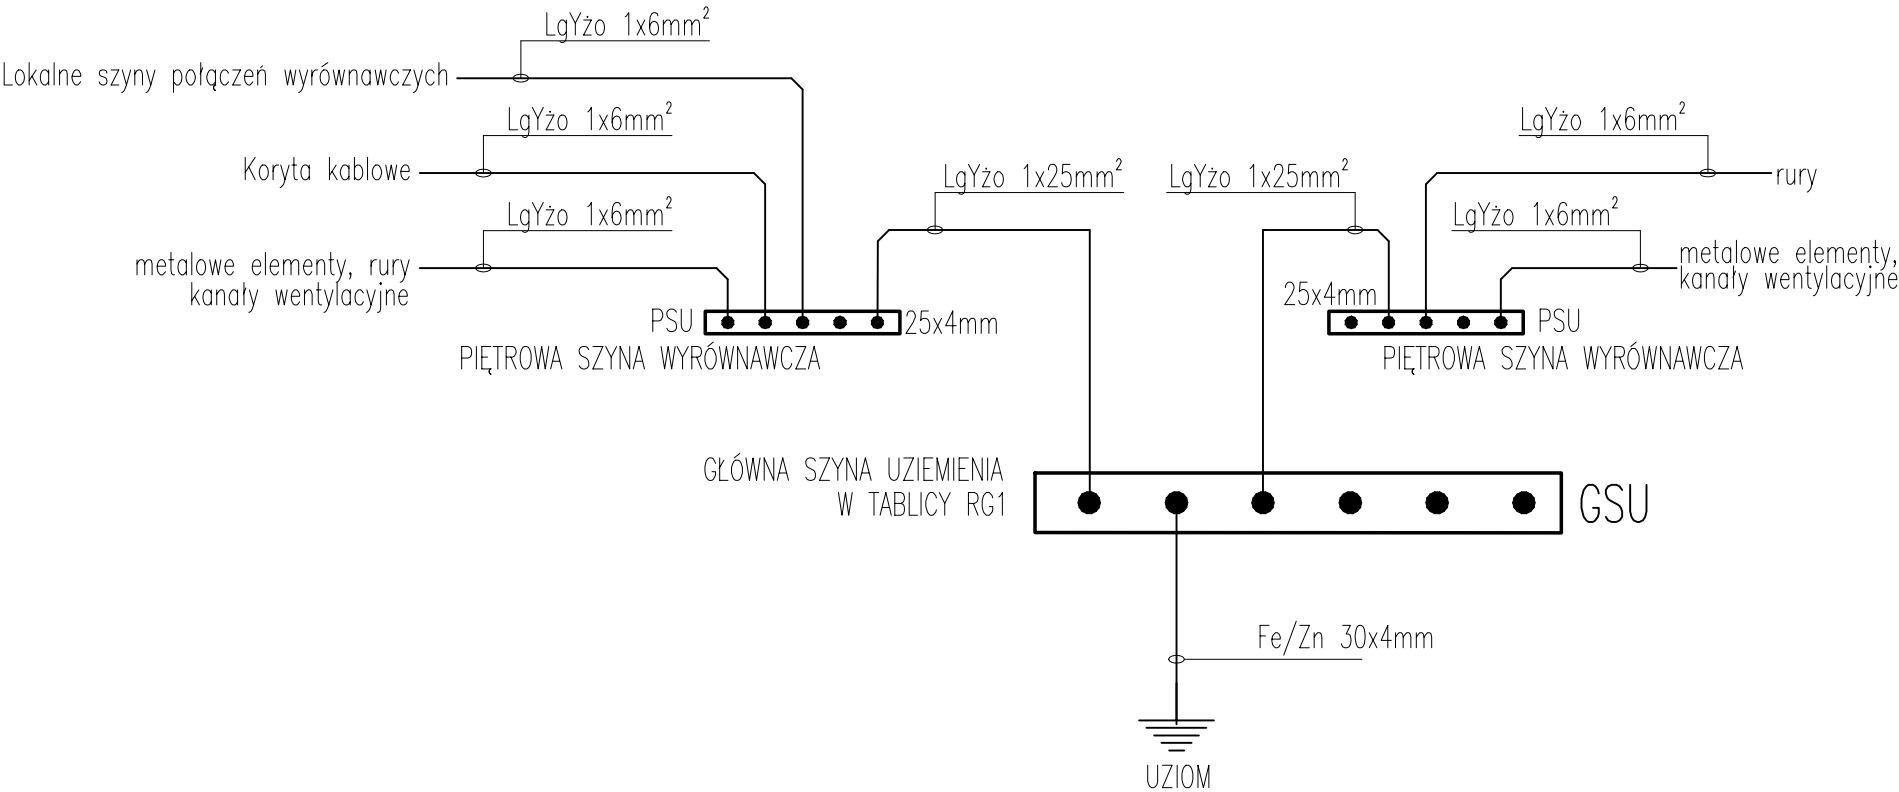 LgYżo 1x6mm²
Lokalne szyny połączeń wyrównawczych
LgYżo 1x6mm²
Koryta kablowe
LgYżo 1x6mm²
metalowe elementy, rury
kanały wentylacyjne
PSU
25x4mm
PIĘTROWA SZYNA WYRÓWNAWCZA
LgYżo 1x25mm²
LgYżo 1x25mm²
LgYżo 1x6mm²
rury
LgYżo 1x6mm²
metalowe elementy,
kanały wentylacyjne
25x4mm
PSU
PIĘTROWA SZYNA WYRÓWNAWCZA
GŁÓWNA SZYNA UZIEMIENIA
W TABLICY RG1
GSU
Fe/Zn 30x4mm
UZIOM